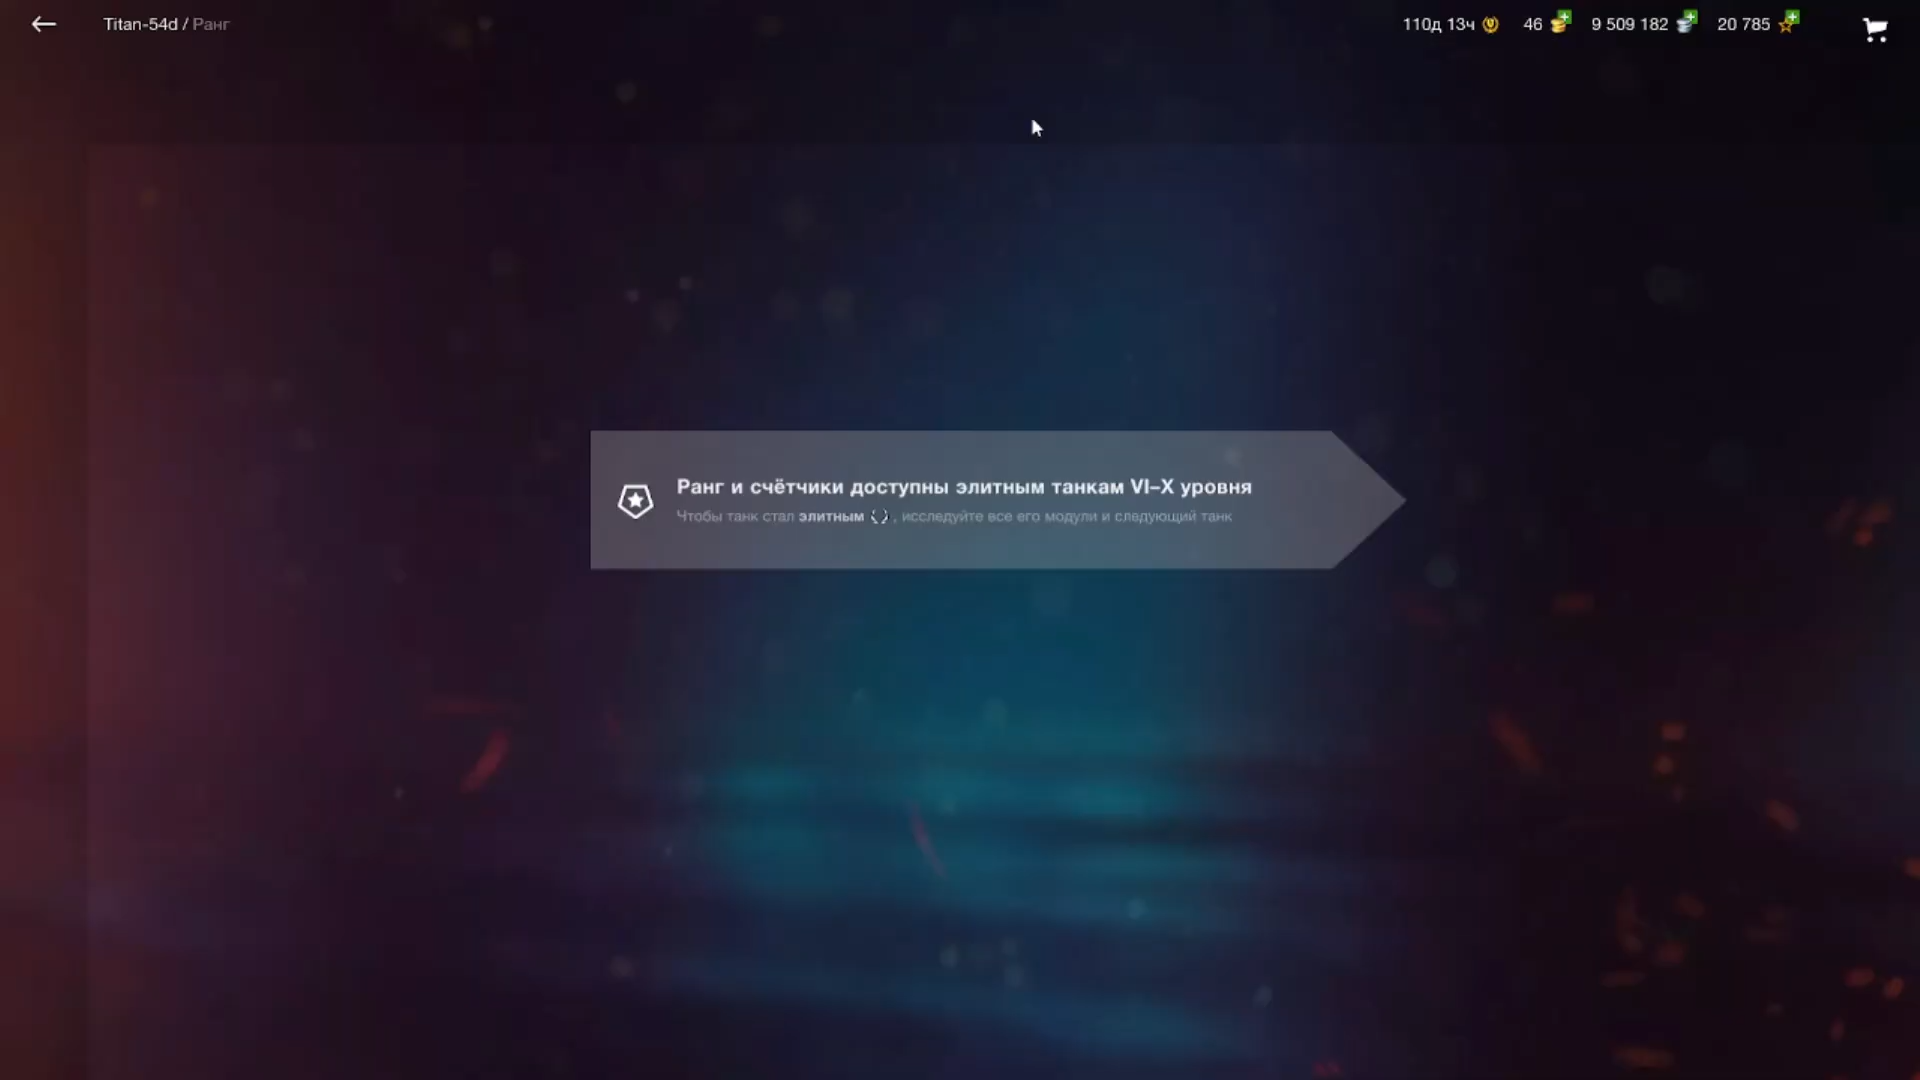 Titan-54d / Ранг
110д 13ч 46 9 509 182 20 785
Ранг и счётчики доступны элитным танкам VI–X уровня
Чтобы танк стал элитным , исследуйте все его модули и следующий танк